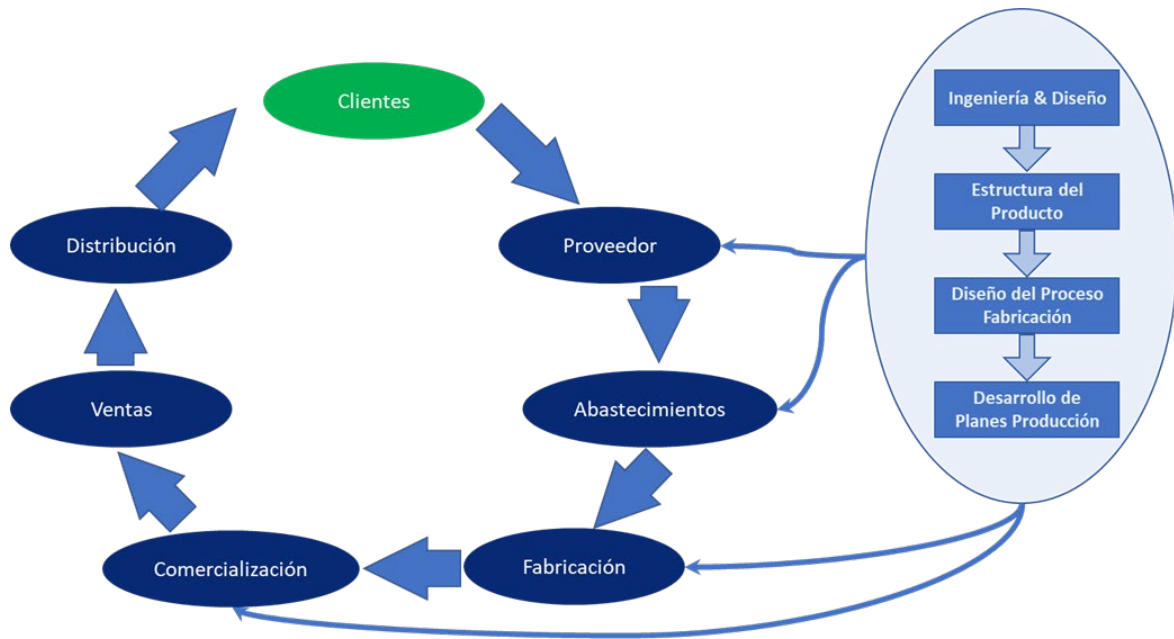 Clientes
Proveedor
Abastecimientos
Fabricación
Comercialización
Ventas
Distribución
Ingeniería & Diseño
Estructura del
Producto
Diseño del Proceso
Fabricación
Desarrollo de
Planes Producción